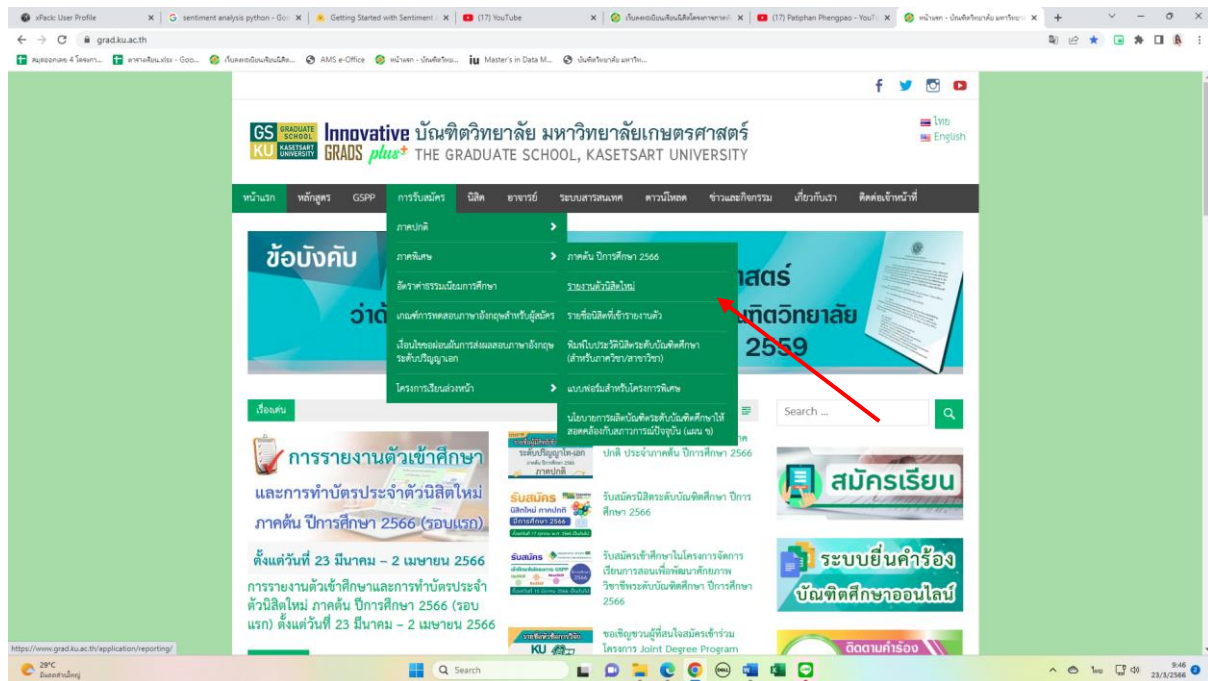 xPack: User Profile
sentiment analysis python - Goo
Getting Started with Sentiment A
(17) YouTube
(17) Patiphan Phengpao - YouTu
grad.ku.ac.th
AMS e-Office
Master's in Data M...
GS GRADUATE SCHOOL
KU KASETSART UNIVERSITY
Innovative
GRADS plus+
บัณฑิตวิทยาลัย มหาวิทยาลัยเกษตรศาสตร์
THE GRADUATE SCHOOL, KASETSART UNIVERSITY
ไทย
English
หน้าแรก หลักสูตร GSPP การรับสมัคร นิสิต อาจารย์ ระบบสารสนเทศ ดาวน์โหลด ข่าวและกิจกรรม เกี่ยวกับเรา ติดต่อเจ้าหน้าที่
ภาคปกติ
ภาคพิเศษ
อัตราค่าธรรมเนียมการศึกษา
เกณฑ์การทดสอบภาษาอังกฤษสำหรับผู้สมัคร
เงื่อนไขผ่อนผันการส่งผลสอบภาษาอังกฤษ
ระดับปริญญาเอก
โครงการเรียนล่วงหน้า
ภาคต้น ปีการศึกษา 2566
รายงานตัวนิสิตใหม่
รายชื่อนิสิตที่เข้ารายงานตัว
พิมพ์ใบประวัตินิสิตระดับบัณฑิตศึกษา
(สำหรับภาควิชา/สาขาวิชา)
แบบฟอร์มสำหรับโครงการพิเศษ
นโยบายการผลิตบัณฑิตระดับบัณฑิตศึกษาให้
สอดคล้องกับสภาวการณ์ปัจจุบัน (แผน ข)
ข้อบังคับ
2559
เรื่องเด่น
การรายงานตัวเข้าศึกษา
และการทำบัตรประจำตัวนิสิตใหม่
ภาคต้น ปีการศึกษา 2566 (รอบแรก)
ตั้งแต่วันที่ 23 มีนาคม – 2 เมษายน 2566
การรายงานตัวเข้าศึกษาและการทำบัตรประจำ
ตัวนิสิตใหม่ ภาคต้น ปีการศึกษา 2566 (รอบ
แรก) ตั้งแต่วันที่ 23 มีนาคม – 2 เมษายน 2566
ปกติ ประจำภาคต้น ปีการศึกษา 2566
รับสมัคร
รับสมัครนิสิตระดับบัณฑิตศึกษา ปีการ
ศึกษา 2566
รับสมัคร
รับสมัครเข้าศึกษาในโครงการจัดการ
เรียนการสอนเพื่อพัฒนาศักยภาพ
วิชาชีพระดับบัณฑิตศึกษา ปีการศึกษา
2566
KU
ขอเชิญชวนผู้ที่สนใจสมัครเข้าร่วม
โครงการ Joint Degree Program
Search ...
สมัครเรียน
ระบบยื่นคำร้อง
บัณฑิตศึกษาออนไลน์
ติดตามคำร้อง
https://www.grad.ku.ac.th/application/reporting/
29°C
Search
ไทย
9:46
23/3/2566